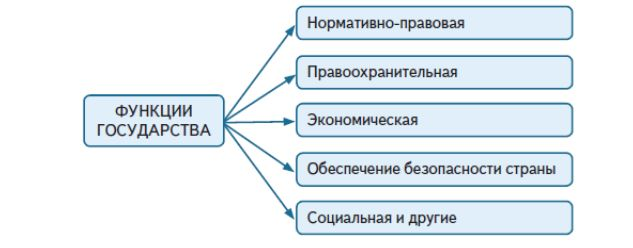 ФУНКЦИИ
ГОСУДАРСТВА
Нормативно-правовая
Правоохранительная
Экономическая
Обеспечение безопасности страны
Социальная и другие